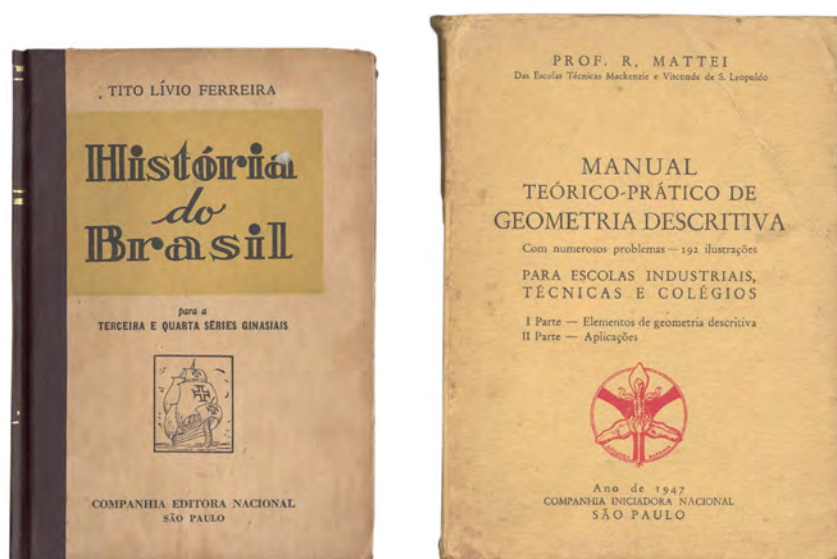 TITO LÍVIO FERREIRA
História
do
Brasil
para a
TERCEIRA E QUARTA SÉRIES GINASIAIS
COMPANHIA EDITORA NACIONAL
SÃO PAULO
PROF. R. MATTEI
Das Escolas Técnicas Mackenzie e Visconde de S. Leopoldo
MANUAL
TEÓRICO-PRÁTICO DE
GEOMETRIA DESCRITIVA
Com numerosos problemas — 192 ilustrações
PARA ESCOLAS INDUSTRIAIS,
TÉCNICAS E COLÉGIOS
I Parte — Elementos de geometria descritiva
II Parte — Aplicações
Ano de 1947
COMPANHIA INICIADORA NACIONAL
SÃO PAULO